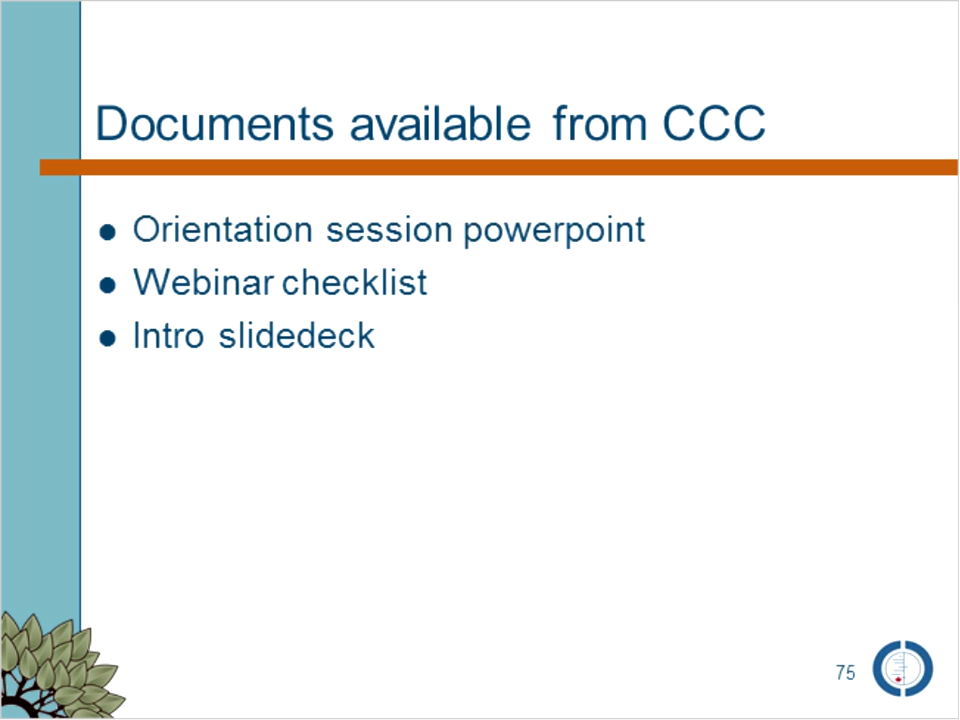 Documents available from CCC
● Orientation session powerpoint
● Webinar checklist
● Intro slidedeck
75